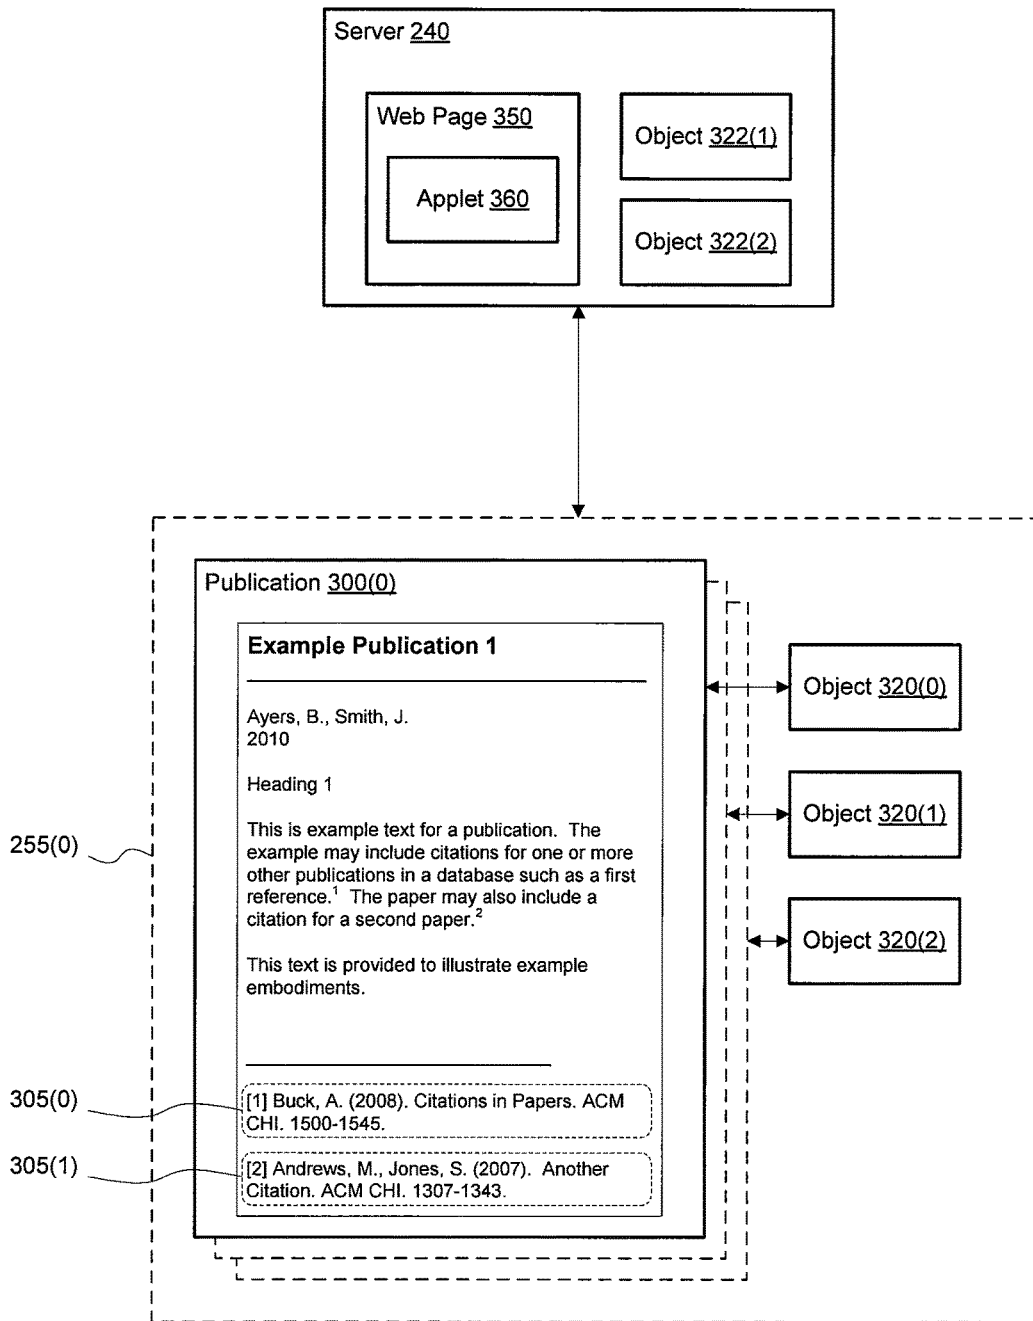 Server 240
Web Page 350
Applet 360
Object 322(1)
Object 322(2)
Publication 300(0)
Example Publication 1
Ayers, B., Smith, J.
2010
Heading 1
This is example text for a publication. The
example may include citations for one or more
other publications in a database such as a first
reference.¹ The paper may also include a
citation for a second paper.²
This text is provided to illustrate example
embodiments.
[1] Buck, A. (2008). Citations in Papers. ACM
CHI. 1500-1545.
[2] Andrews, M., Jones, S. (2007). Another
Citation. ACM CHI. 1307-1343.
Object 320(0)
Object 320(1)
Object 320(2)
255(0)
305(0)
305(1)